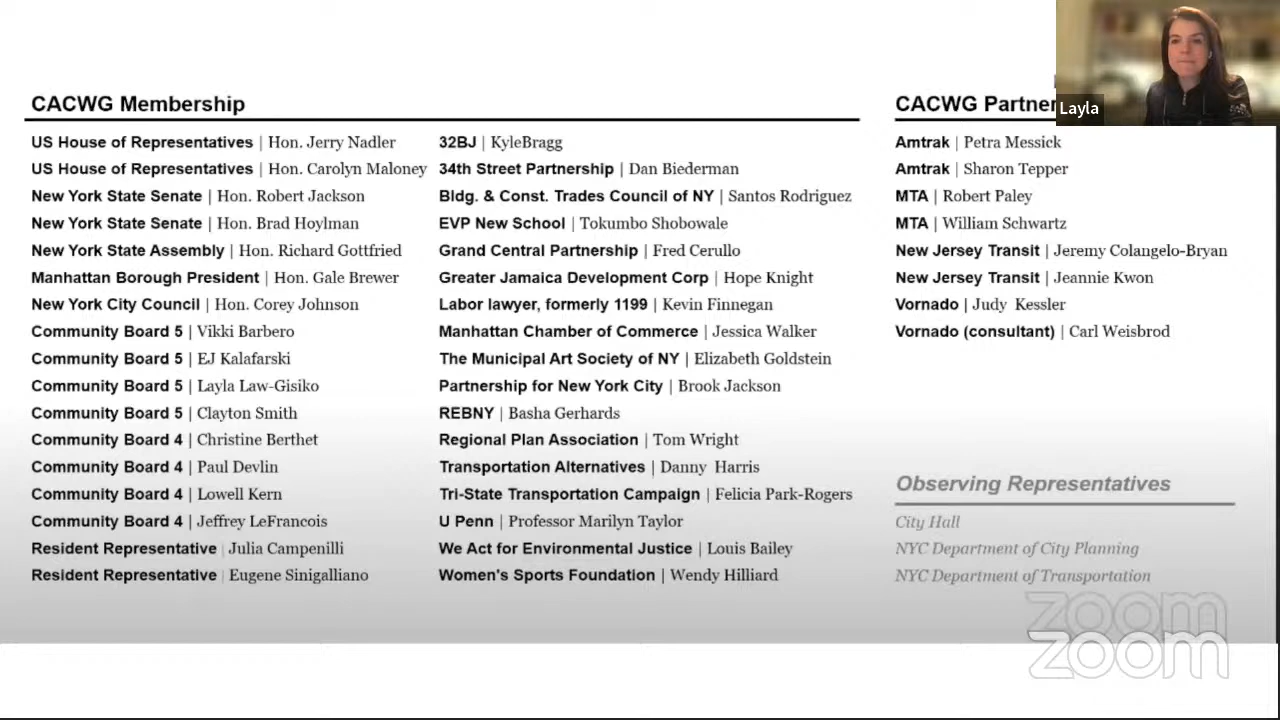 CACWG Membership
US House of Representatives | Hon. Jerry Nadler
US House of Representatives | Hon. Carolyn Maloney
New York State Senate | Hon. Robert Jackson
New York State Senate | Hon. Brad Hoylman
New York State Assembly | Hon. Richard Gottfried
Manhattan Borough President | Hon. Gale Brewer
New York City Council | Hon. Corey Johnson
Community Board 5 | Vikki Barbero
Community Board 5 | EJ Kalafarski
Community Board 5 | Layla Law-Gisiko
Community Board 5 | Clayton Smith
Community Board 4 | Christine Berthet
Community Board 4 | Paul Devlin
Community Board 4 | Lowell Kern
Community Board 4 | Jeffrey LeFrancois
Resident Representative | Julia Campenilli
Resident Representative | Eugene Sinigalliano
32BJ | KyleBragg
34th Street Partnership | Dan Biederman
Bldg. & Const. Trades Council of NY | Santos Rodriguez
EVP New School | Tokumbo Shobowale
Grand Central Partnership | Fred Cerullo
Greater Jamaica Development Corp | Hope Knight
Labor lawyer, formerly 1199 | Kevin Finnegan
Manhattan Chamber of Commerce | Jessica Walker
The Municipal Art Society of NY | Elizabeth Goldstein
Partnership for New York City | Brook Jackson
REBNY | Basha Gerhards
Regional Plan Association | Tom Wright
Transportation Alternatives | Danny Harris
Tri-State Transportation Campaign | Felicia Park-Rogers
U Penn | Professor Marilyn Taylor
We Act for Environmental Justice | Louis Bailey
Women's Sports Foundation | Wendy Hilliard
CACWG
Layla
Amtrak | Petra Messick
Amtrak | Sharon Tepper
MTA | Robert Paley
MTA | William Schwartz
New Jersey Transit | Jeremy Colangelo-Bryan
New Jersey Transit | Jeannie Kwon
Vornado | Judy Kessler
Vornado (consultant) | Carl Weisbrod
Observing Representatives
City Hall
NYC Department of City Planning
NYC Department of Transportation
zoom
zoom